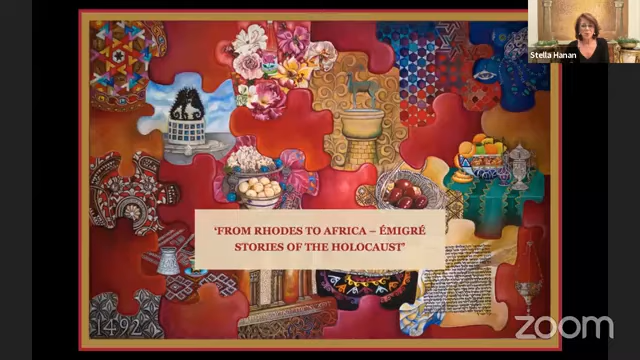 Stella Hanan
'FROM RHODES TO AFRICA – ÉMIGRÉ
STORIES OF THE HOLOCAUST'
1492
zoom